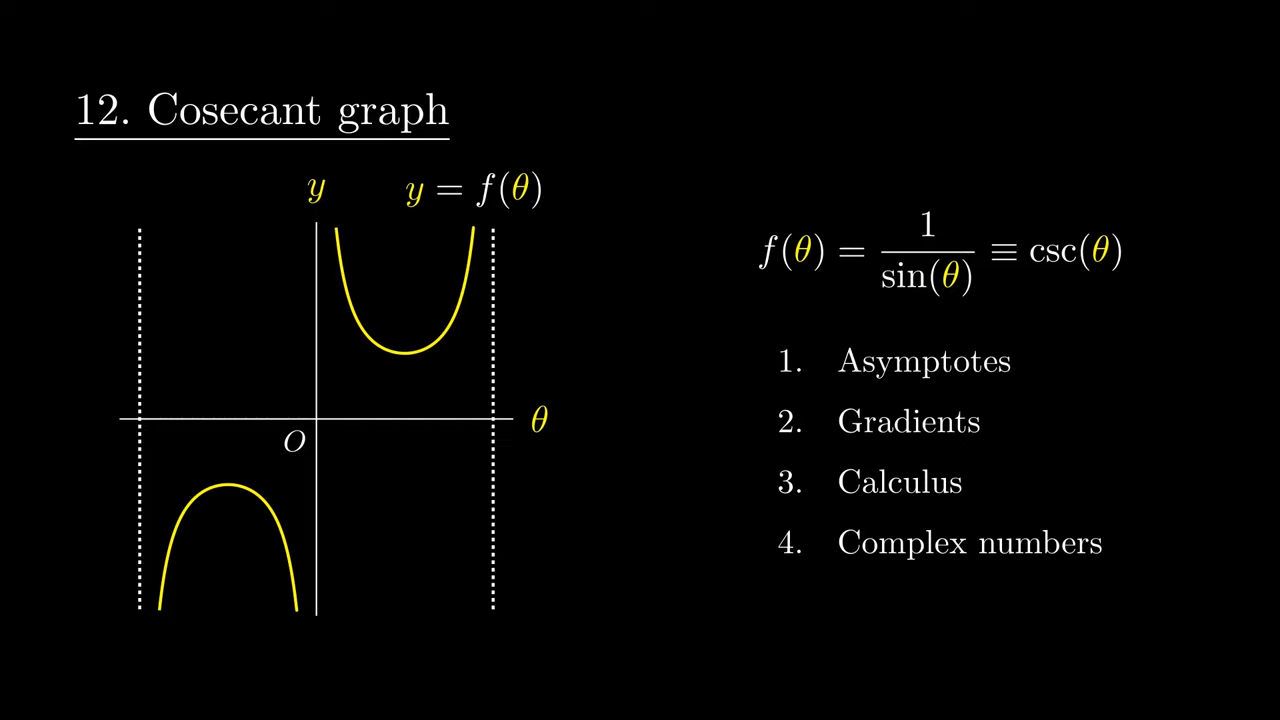 12. Cosecant graph
y
y = f(θ)
f(θ) = 1/sin(θ) ≡ csc(θ)
θ
O
1. Asymptotes
2. Gradients
3. Calculus
4. Complex numbers